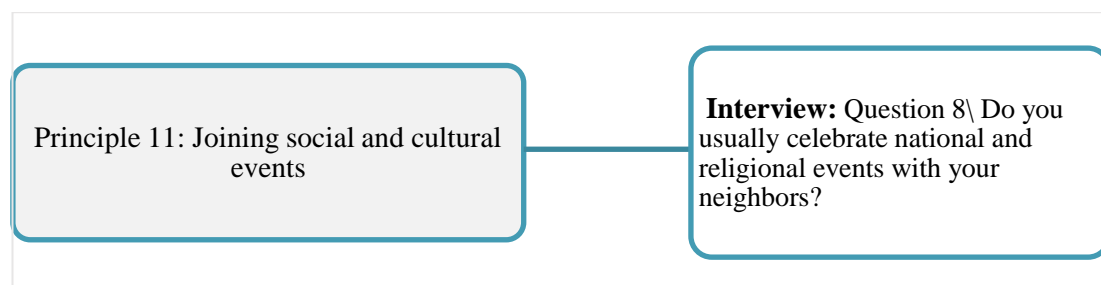 Principle 11: Joining social and cultural
events
Interview: Question 8\ Do you
usually celebrate national and
religional events with your
neighbors?